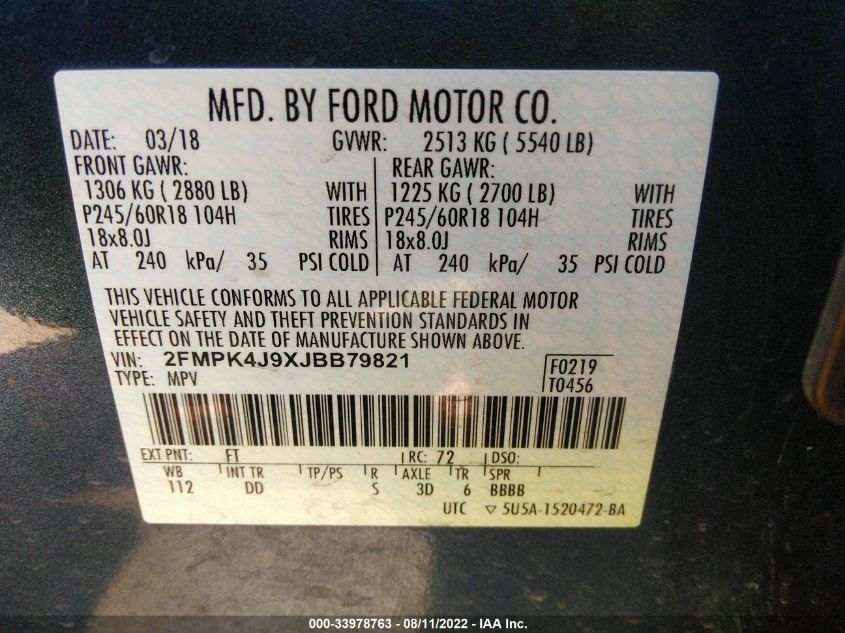 MFD. BY FORD MOTOR CO.
DATE: 03/18 GVWR: 2513 KG ( 5540 LB)
FRONT GAWR: REAR GAWR:
1306 KG ( 2880 LB) WITH 1225 KG ( 2700 LB) WITH
P245/60R18 104H TIRES P245/60R18 104H TIRES
18x8.0J RIMS 18x8.0J RIMS
AT 240 kPa/ 35 PSI COLD AT 240 kPa/ 35 PSI COLD
THIS VEHICLE CONFORMS TO ALL APPLICABLE FEDERAL MOTOR
VEHICLE SAFETY AND THEFT PREVENTION STANDARDS IN
EFFECT ON THE DATE OF MANUFACTURE SHOWN ABOVE.
VIN: 2FMPK4J9XJBB79821 F0219
TYPE: MPV T0456
EXT PNT: FT RC: 72 DSO:
WB INT TR TP/PS R AXLE TR SPR
112 DD S 3D 6 BBBB
UTC ▽ 5U5A-1520472-BA
000-33978763 - 08/11/2022 - IAA Inc.